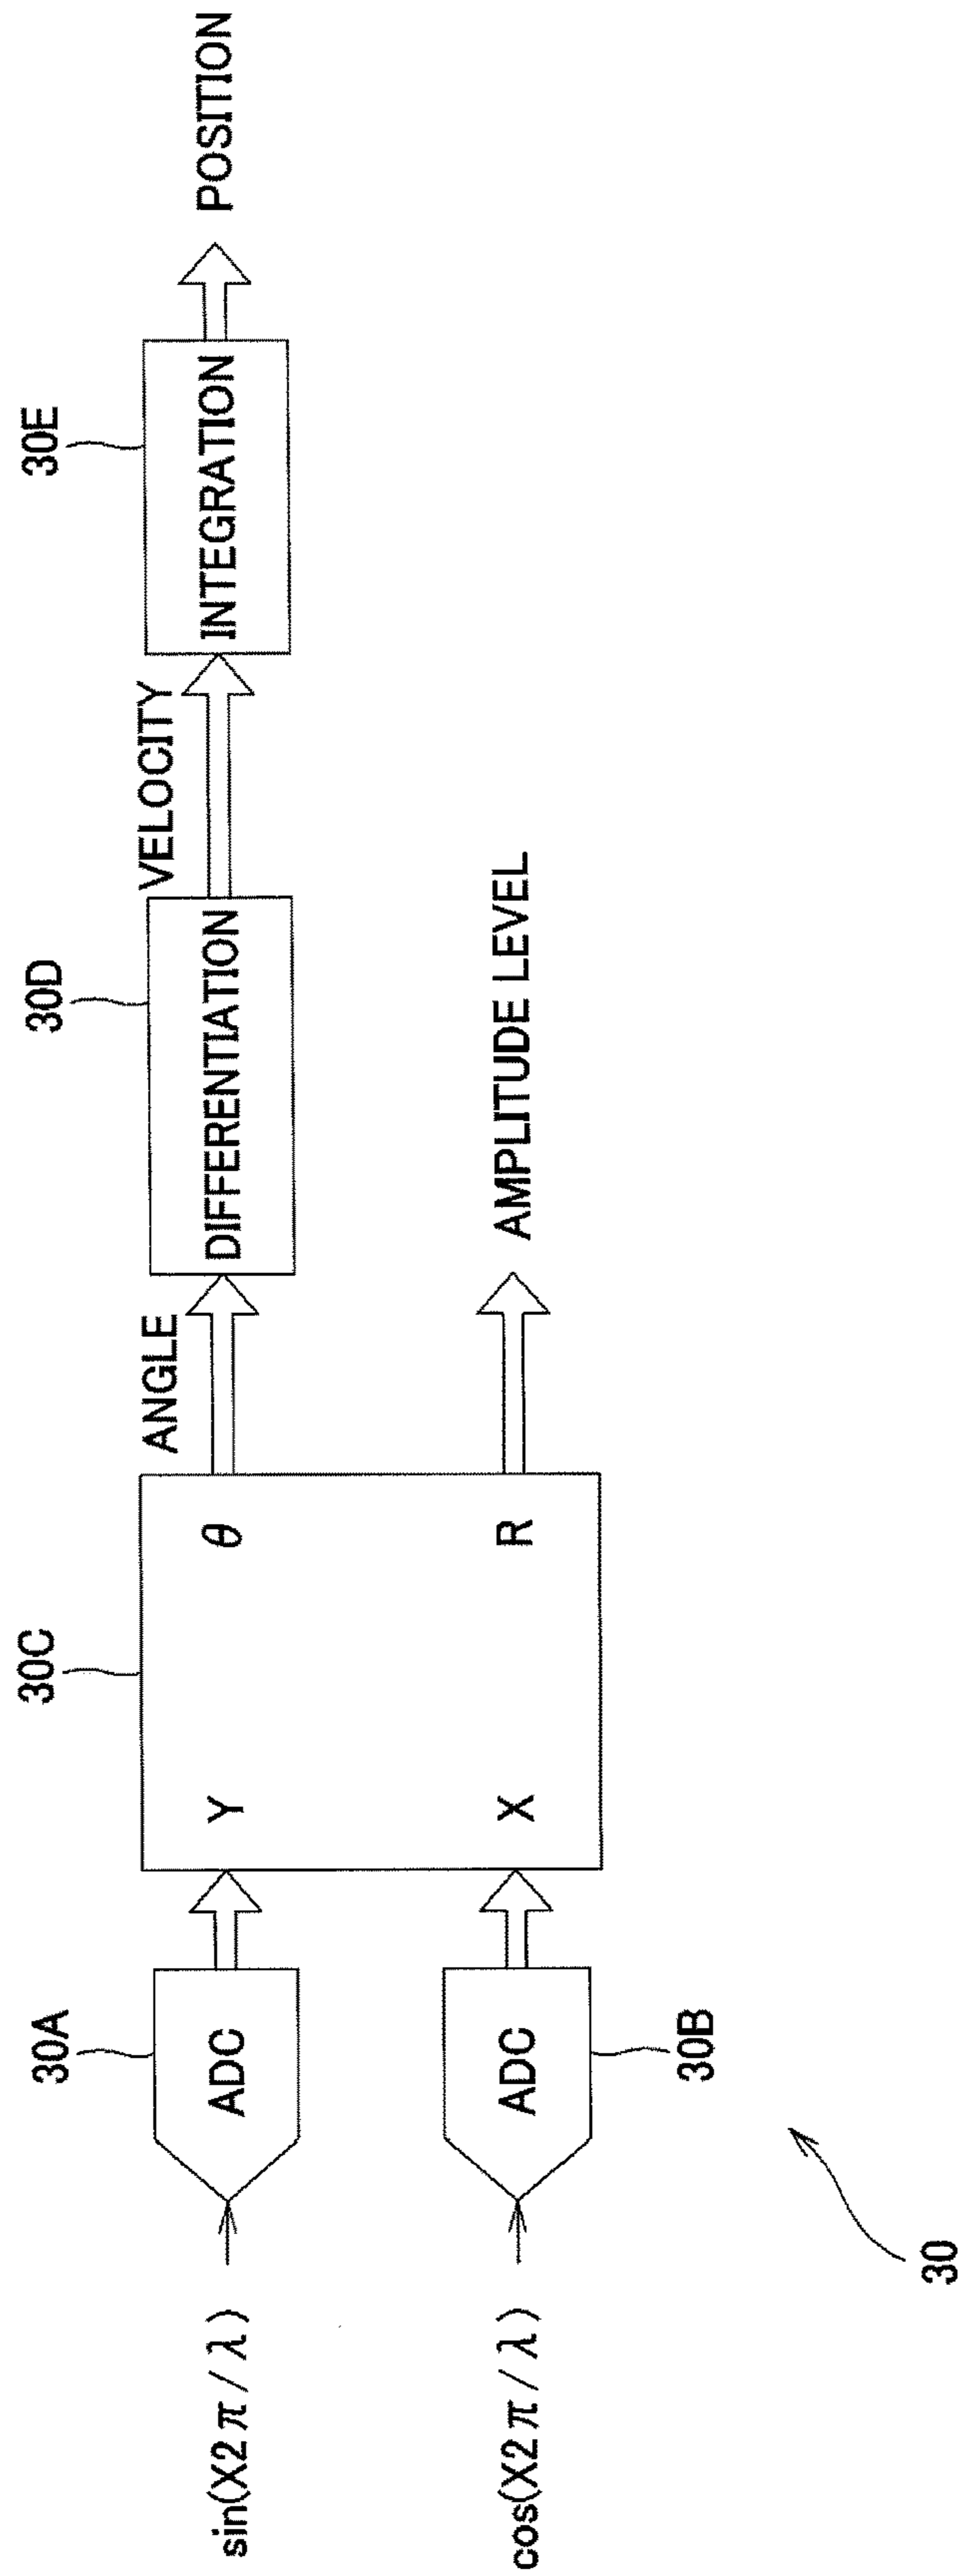 30A
30C
30D
30E
sin(X2π/λ)
ADC
Y
θ
ANGLE
DIFFERENTIATION
VELOCITY
INTEGRATION
POSITION
cos(X2π/λ)
ADC
X
R
AMPLITUDE LEVEL
30B
30